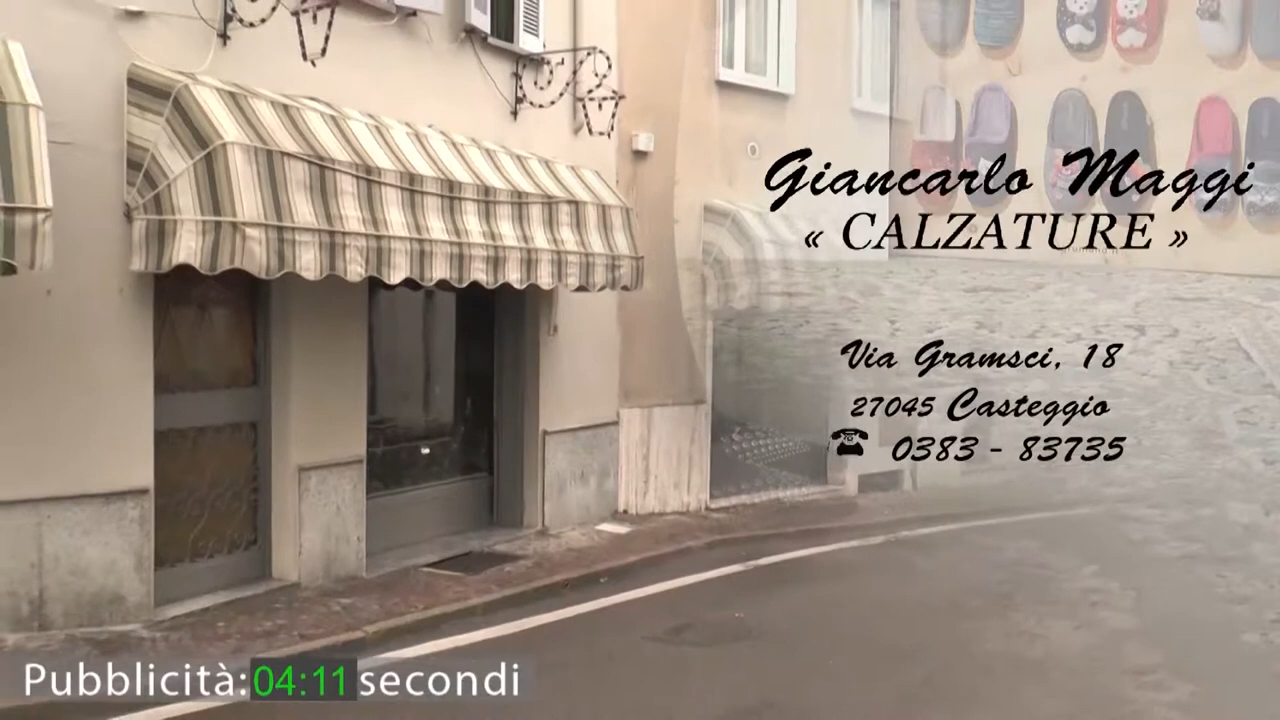 Giancarlo Maggi
« CALZATURE »
Via Gramsci, 18
27045 Casteggio
☎ 0383 - 83735
Pubblicità: 04:11 secondi